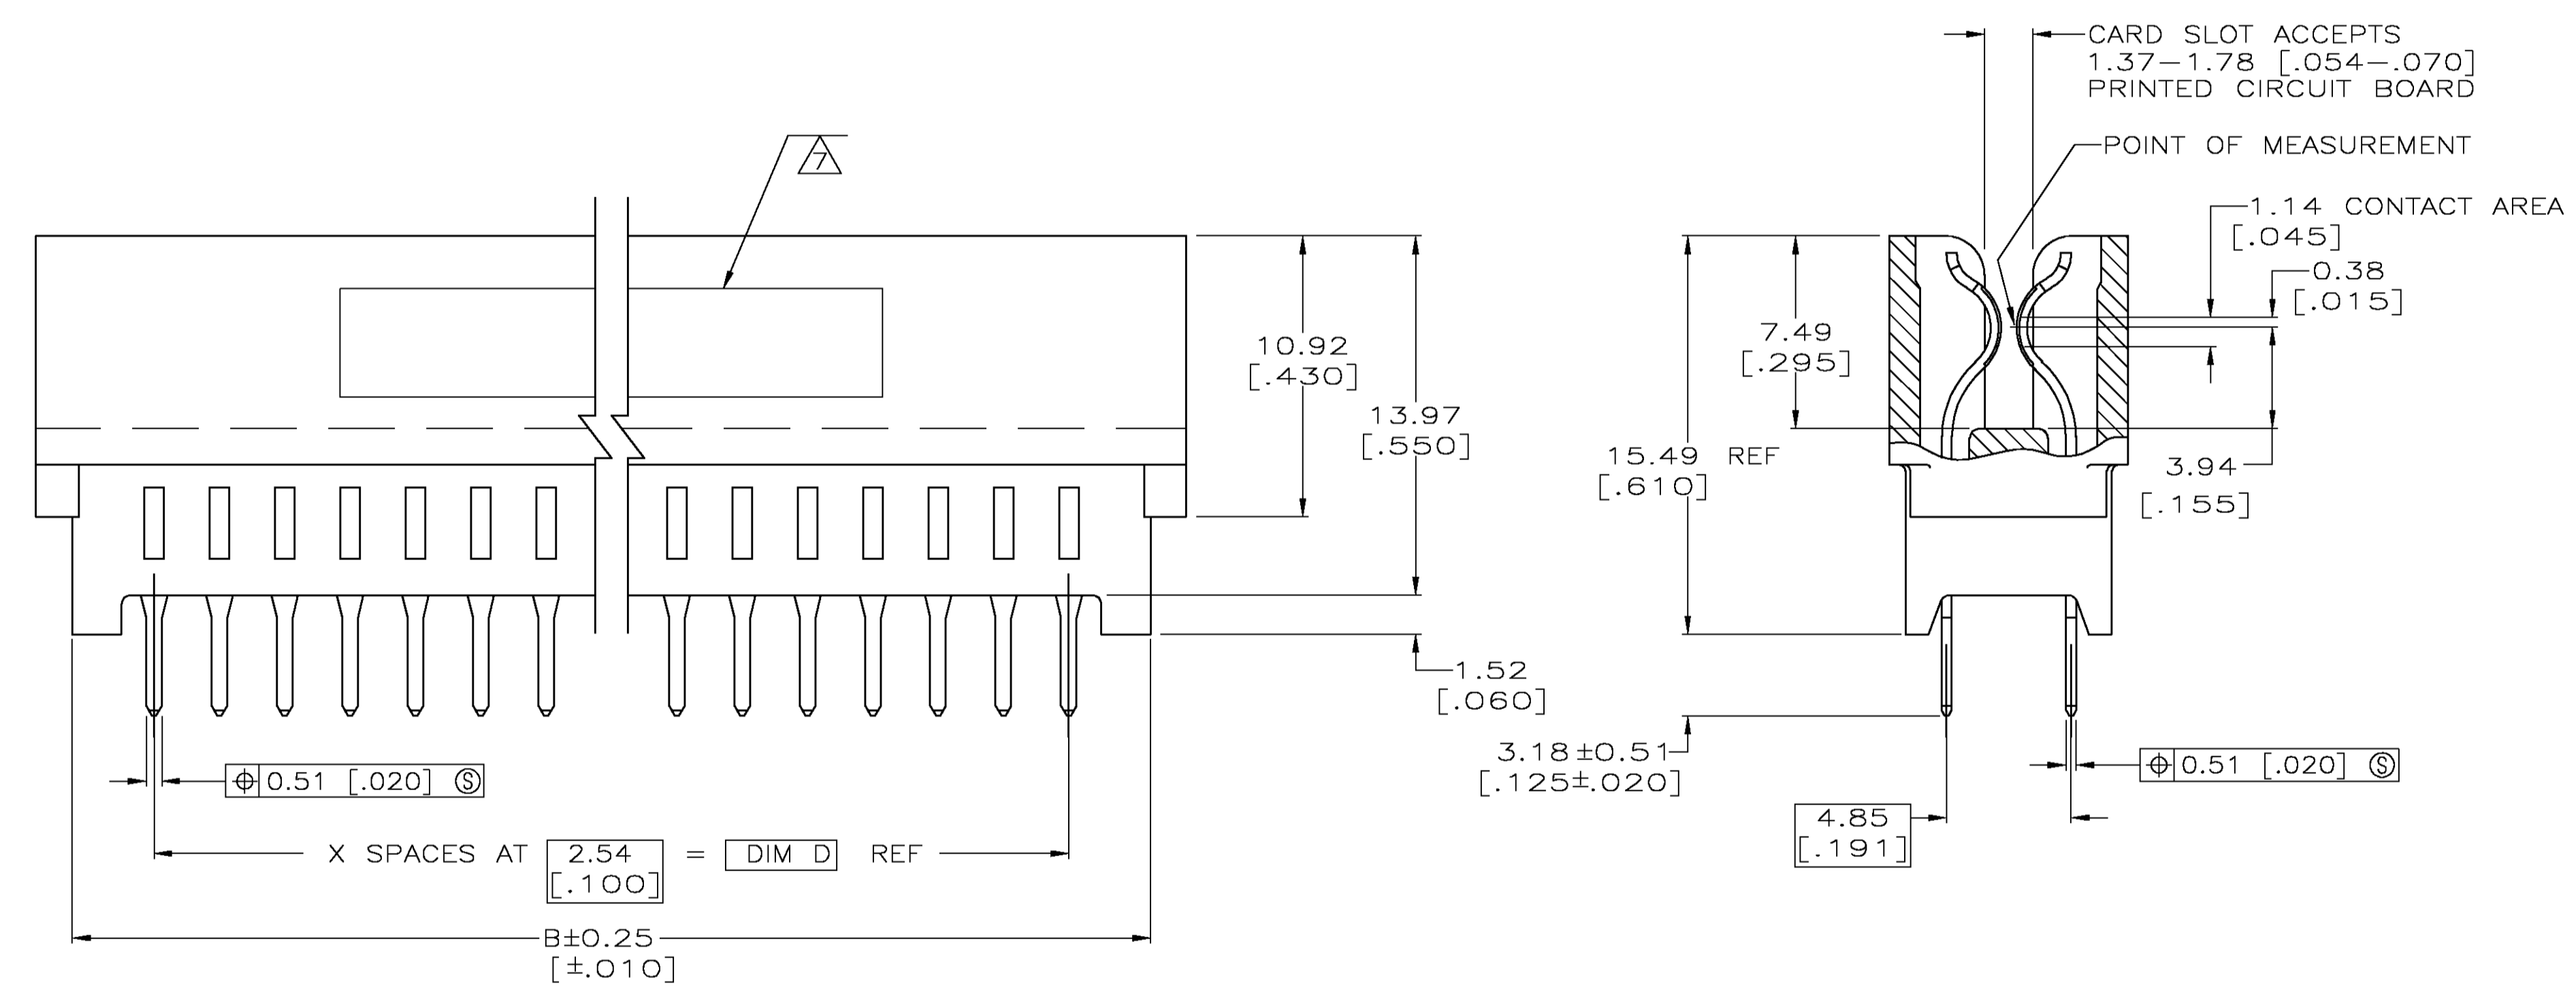 CARD SLOT ACCEPTS
1.37-1.78 [.054-.070]
PRINTED CIRCUIT BOARD
POINT OF MEASUREMENT
7
1.14 CONTACT AREA
[.045]
0.38
[.015]
10.92
[.430]
13.97
[.550]
7.49
[.295]
15.49 REF
[.610]
3.94
[.155]
1.52
[.060]
3.18±0.51
[.125±.020]
⌖ 0.51 [.020] Ⓢ
⌖ 0.51 [.020] Ⓢ
4.85
[.191]
X SPACES AT 2.54 = DIM D REF
[.100]
B±0.25
[±.010]